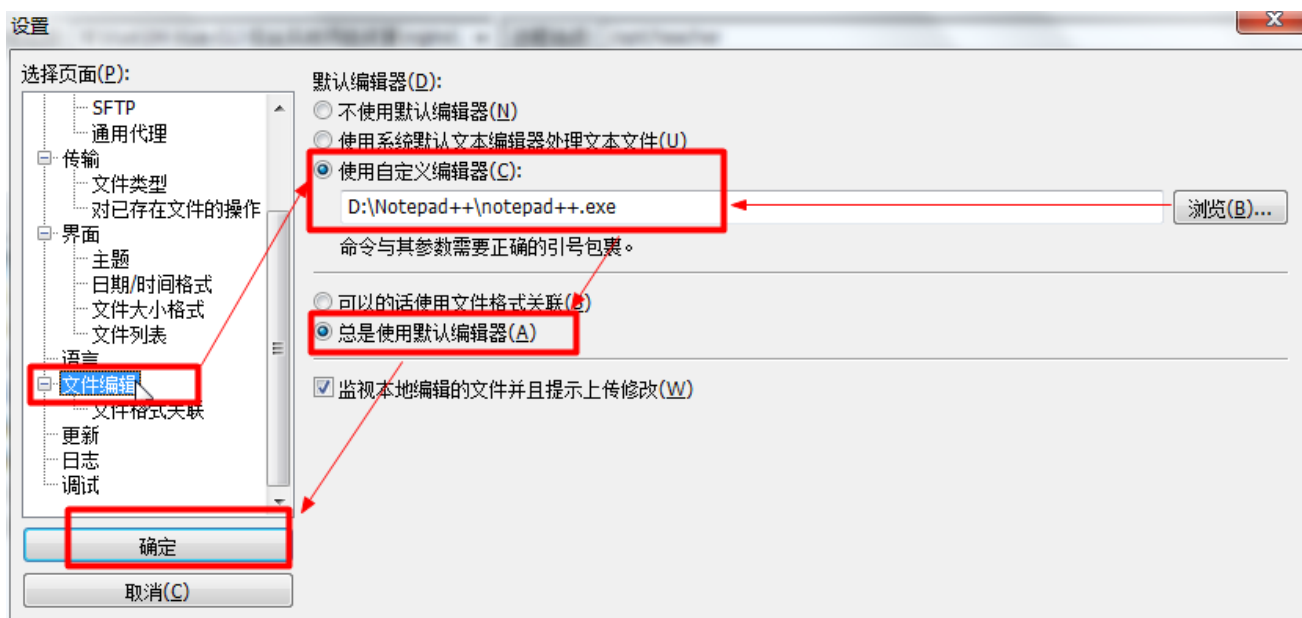 设置
选择页面(P):
SFTP
通用代理
传输
文件类型
对已存在文件的操作
界面
主题
日期/时间格式
文件大小格式
文件列表
语言
文件编辑
文件格式关联
更新
日志
调试
确定
取消(C)
默认编辑器(D):
不使用默认编辑器(N)
使用系统默认文本编辑器处理文本文件(U)
使用自定义编辑器(C):
D:\Notepad++\notepad++.exe
浏览(B)...
命令与其参数需要正确的引号包裹。
可以的话使用文件格式关联
总是使用默认编辑器(A)
监视本地编辑的文件并且提示上传修改(W)